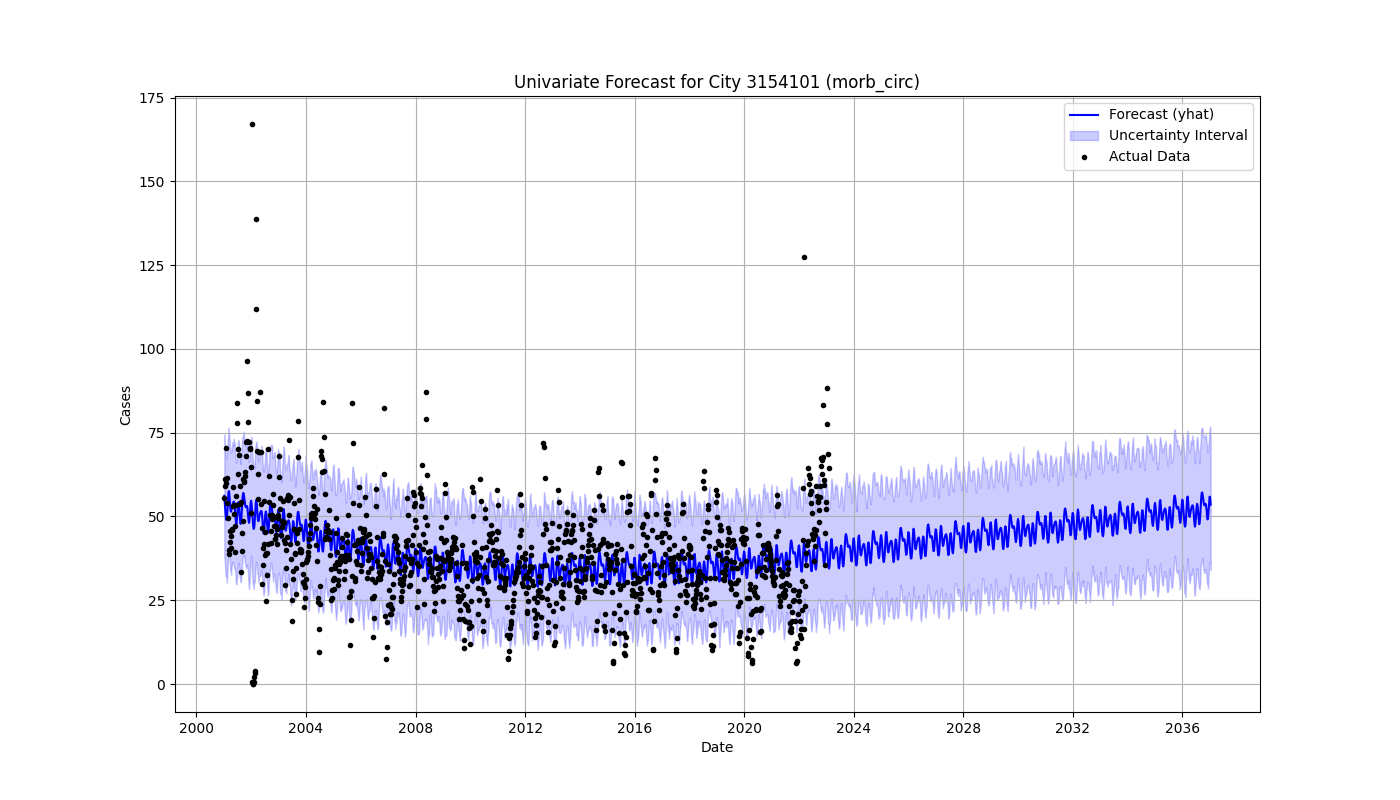 Univariate Forecast for City 3154101 (morb_circ)
Forecast (yhat)
Uncertainty Interval
Actual Data
Cases
175
150
125
100
75
50
25
0
2000 2004 2008 2012 2016 2020 2024 2028 2032 2036
Date